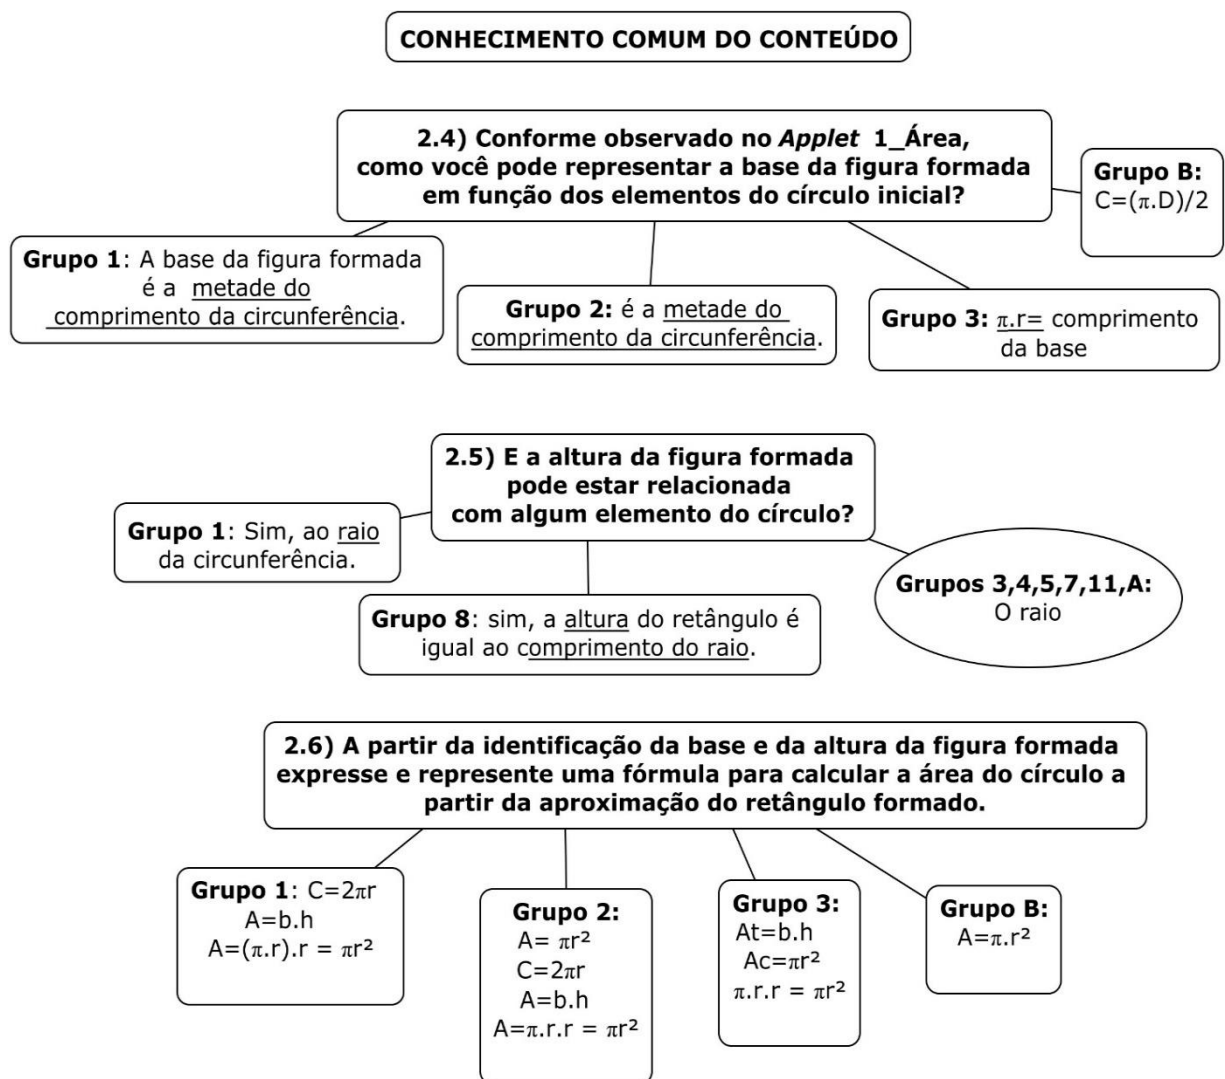 CONHECIMENTO COMUM DO CONTEÚDO
2.4) Conforme observado no Applet 1_Área,
como você pode representar a base da figura formada
em função dos elementos do círculo inicial?
Grupo B:
C=(π.D)/2
Grupo 1: A base da figura formada
é a metade do
comprimento da circunferência.
Grupo 2: é a metade do
comprimento da circunferência.
Grupo 3: π.r= comprimento
da base
2.5) E a altura da figura formada
pode estar relacionada
com algum elemento do círculo?
Grupo 1: Sim, ao raio
da circunferência.
Grupo 8: sim, a altura do retângulo é
igual ao comprimento do raio.
Grupos 3,4,5,7,11,A:
O raio
2.6) A partir da identificação da base e da altura da figura formada
expresse e represente uma fórmula para calcular a área do círculo a
partir da aproximação do retângulo formado.
Grupo 1: C=2πr
A=b.h
A=(π.r).r = πr²
Grupo 2:
A= πr²
C=2πr
A=b.h
A=π.r.r = πr²
Grupo 3:
At=b.h
Ac=πr²
π.r.r = πr²
Grupo B:
A=π.r²